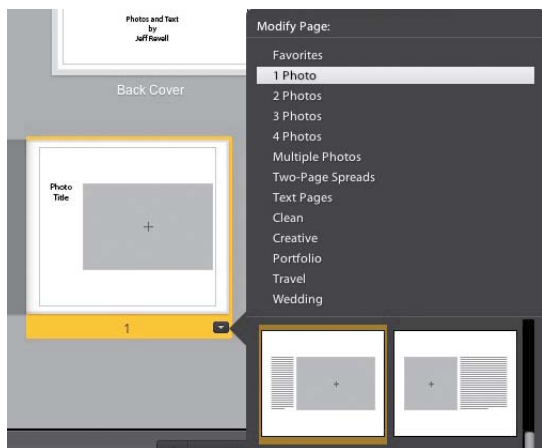 Photos and Text
by
Jeff Revell
Back Cover
Photo
Title
1
Modify Page:
Favorites
1 Photo
2 Photos
3 Photos
4 Photos
Multiple Photos
Two-Page Spreads
Text Pages
Clean
Creative
Portfolio
Travel
Wedding